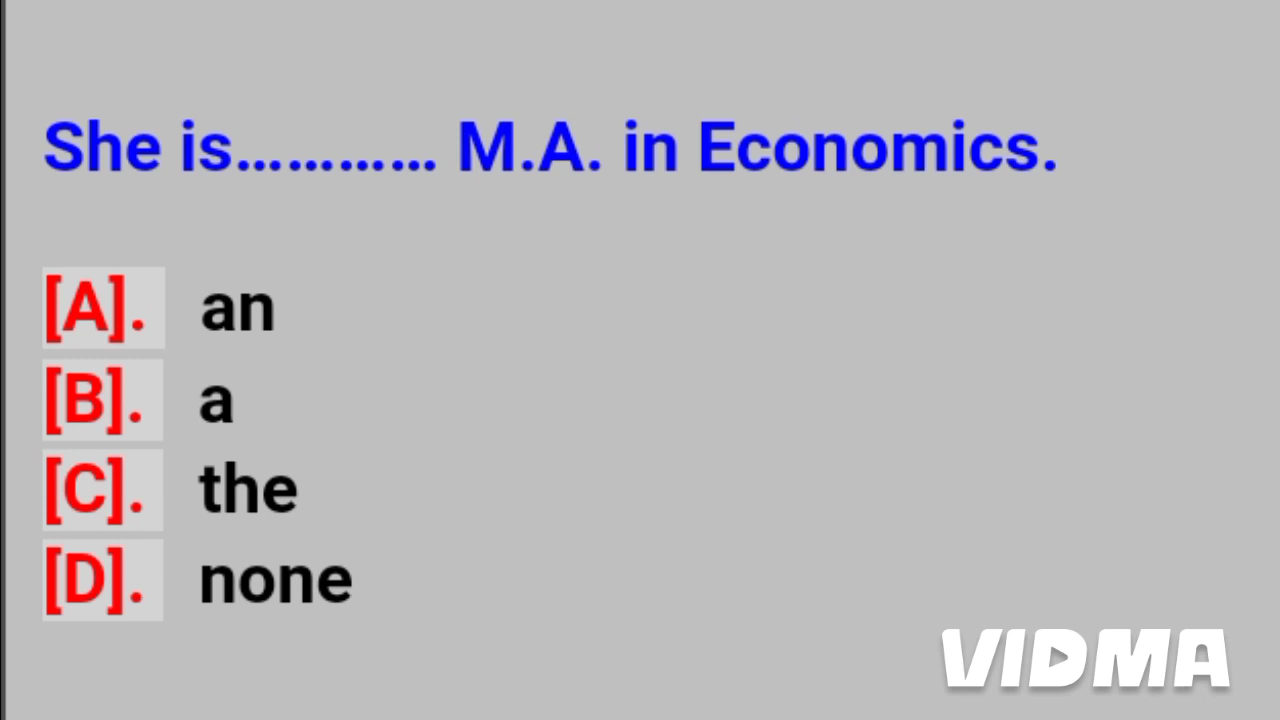 She is………… M.A. in Economics.
[A]. an
[B]. a
[C]. the
[D]. none
VIDMA